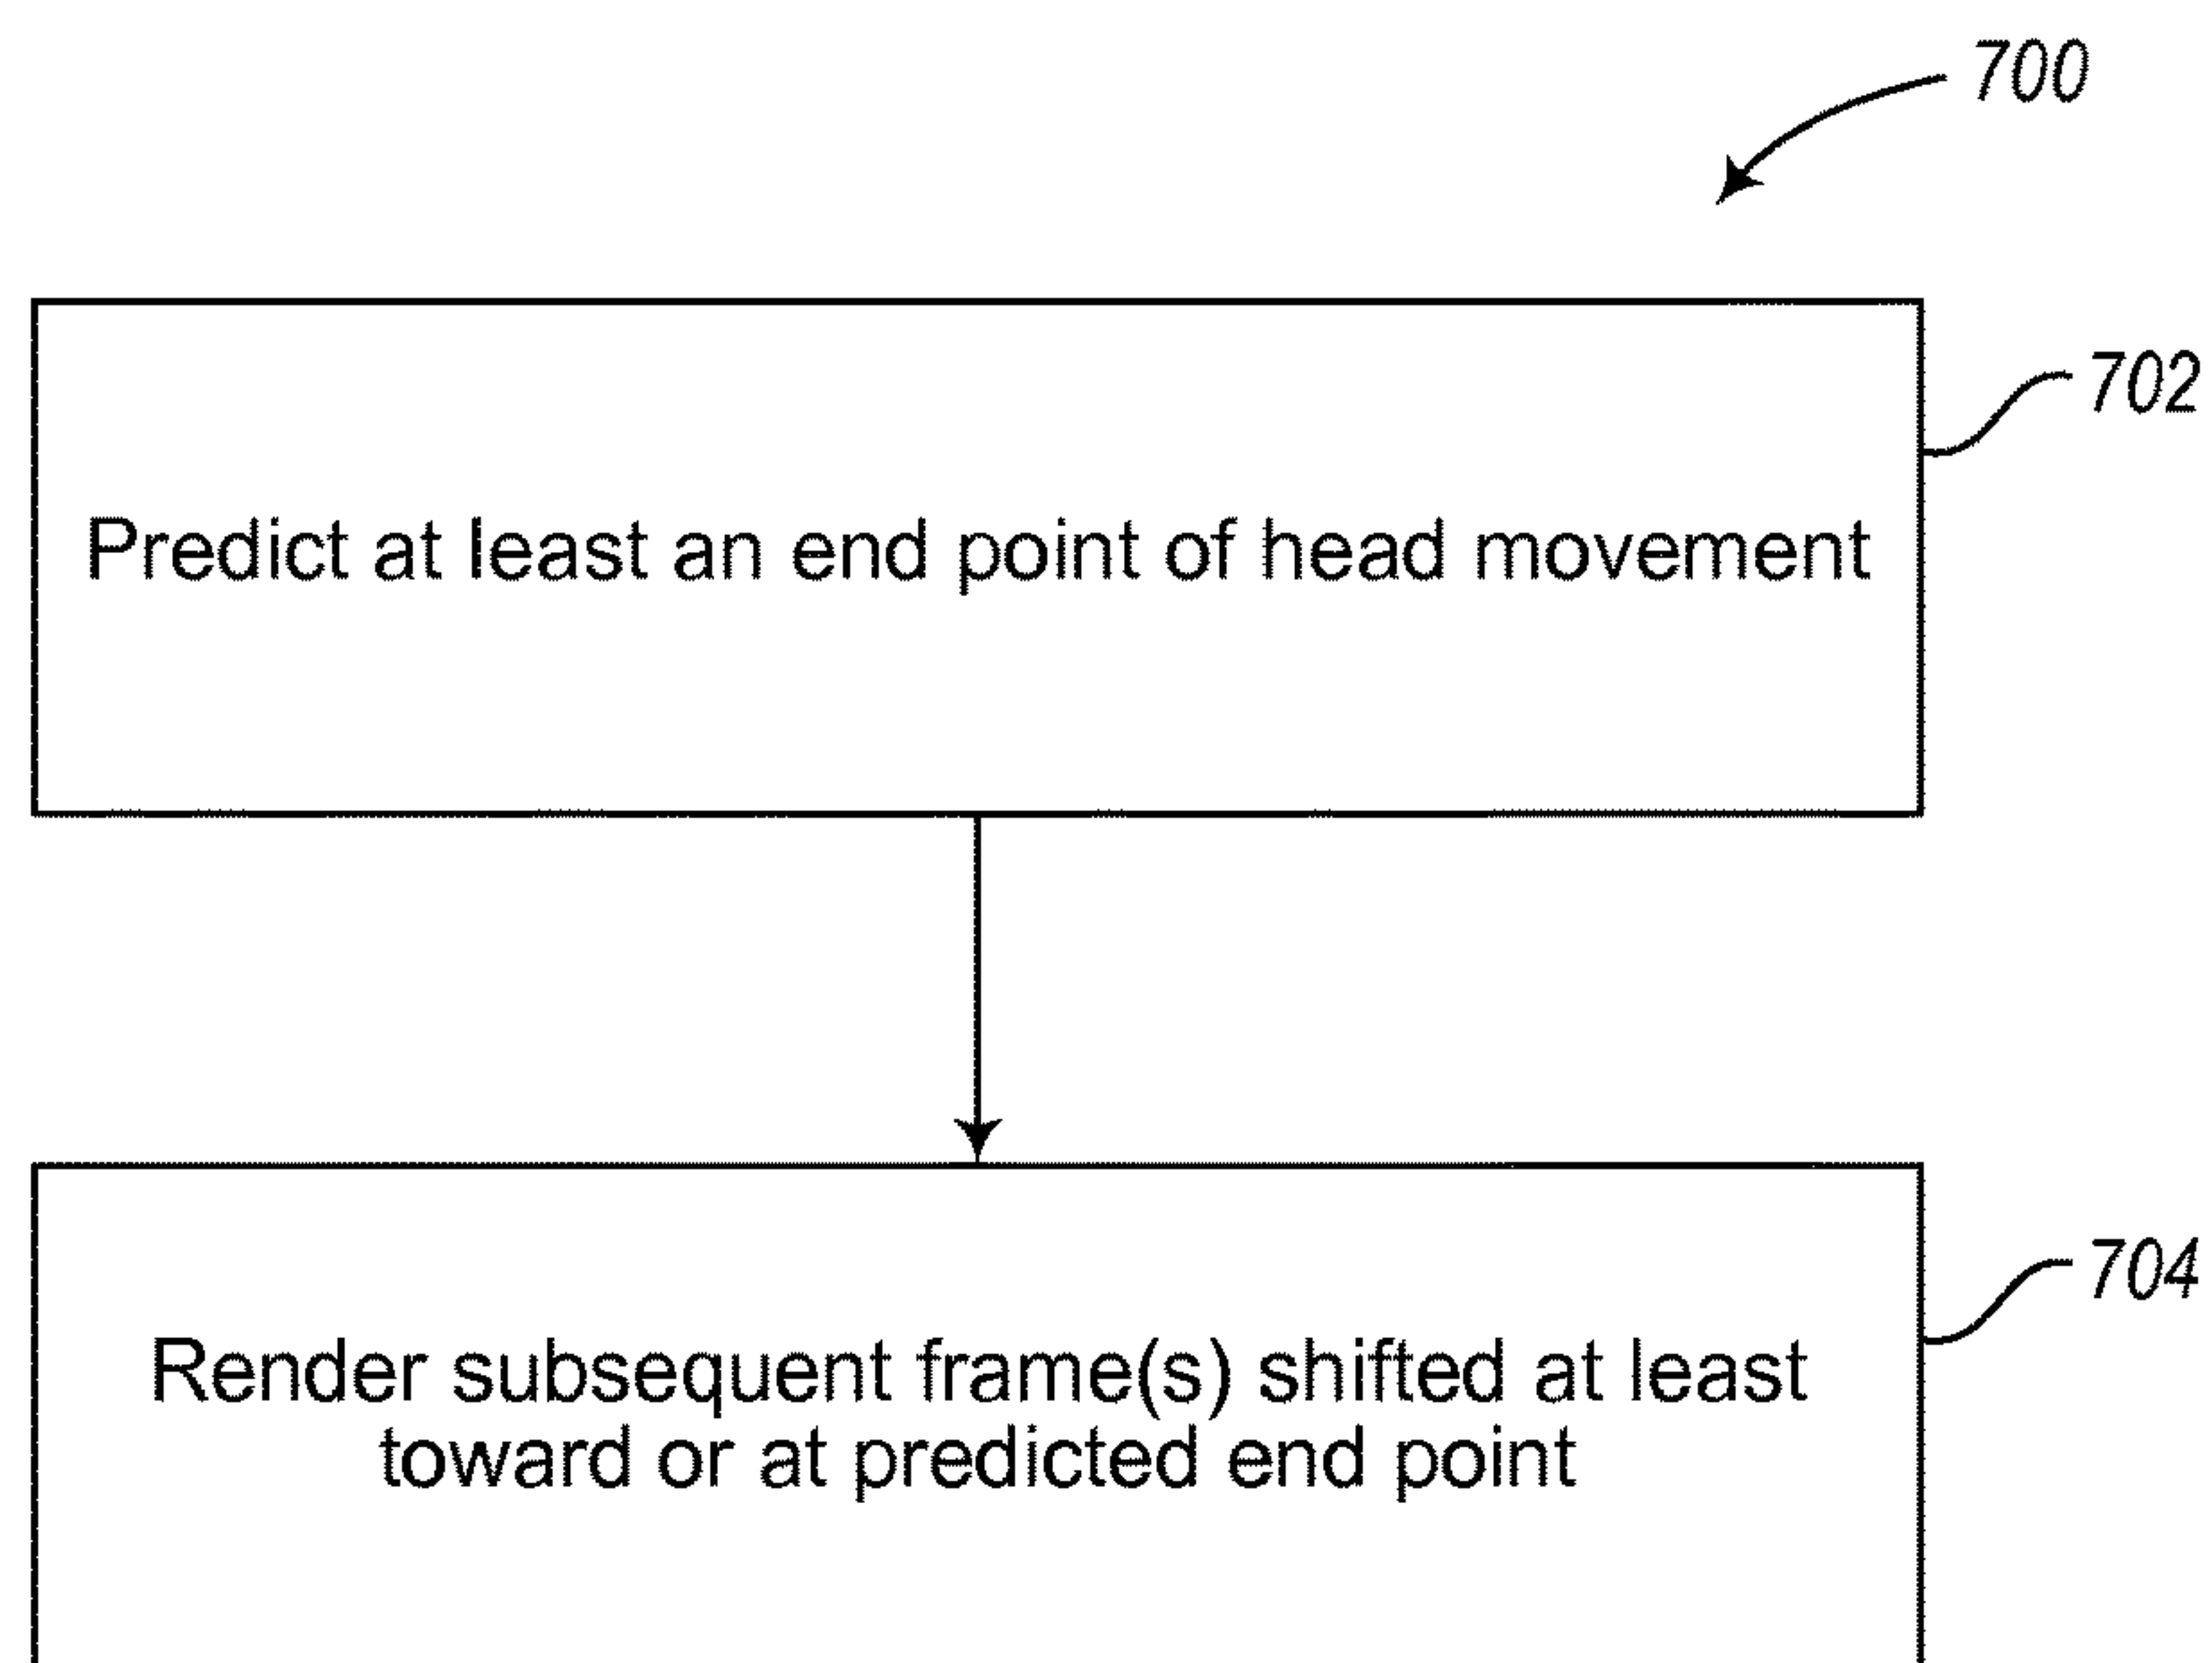 700
702
Predict at least an end point of head movement
704
Render subsequent frame(s) shifted at least
toward or at predicted end point